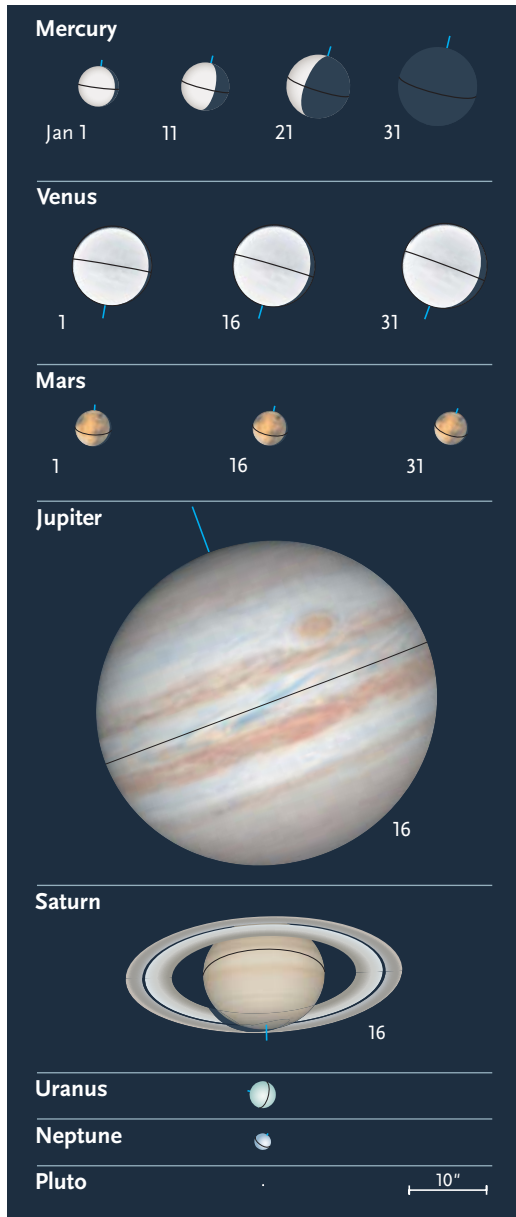 Mercury
Jan 1 11 21 31
Venus
1 16 31
Mars
1 16 31
Jupiter
16
Saturn
16
Uranus
Neptune
Pluto 10"